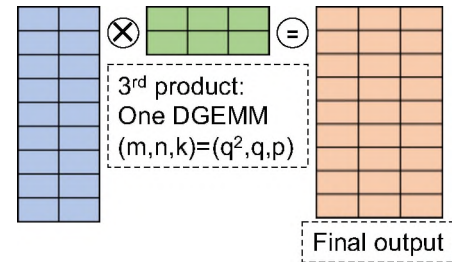 3rd product:
One DGEMM
(m,n,k)=(q²,q,p)
Final output